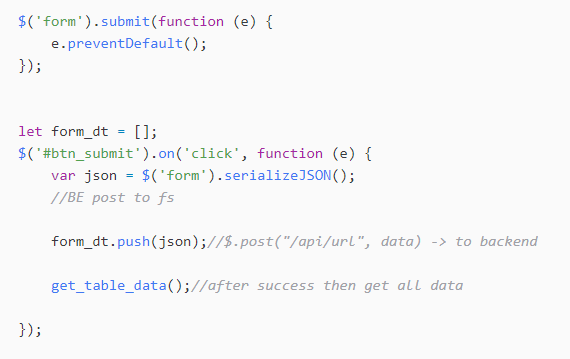 $('form').submit(function (e) {
    e.preventDefault();
});
let form_dt = [];
$('#btn_submit').on('click', function (e) {
    var json = $('form').serializeJSON();
    //BE post to fs
    form_dt.push(json);//$.post("/api/url", data) -> to backend
    get_table_data();//after success then get all data
});